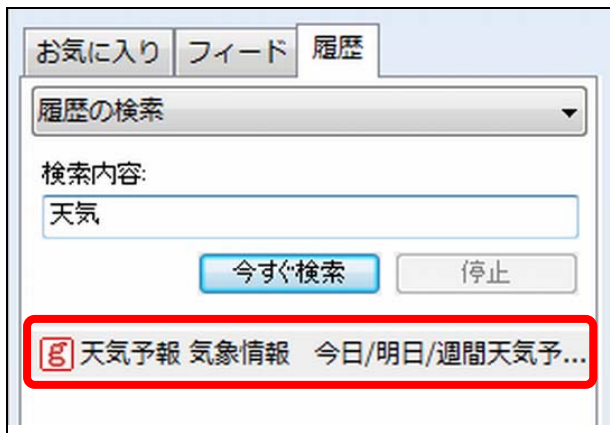 お気に入り フィード 履歴
履歴の検索
検索内容:
天気
今すぐ検索 停止
g 天気予報 気象情報　今日/明日/週間天気予...